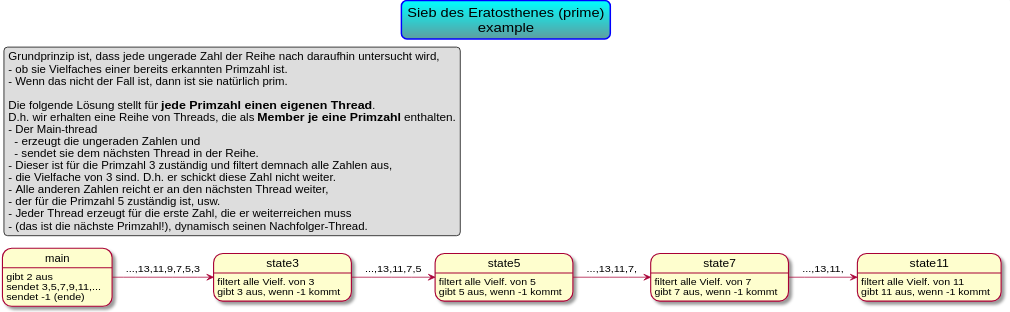 Sieb des Eratosthenes (prime)
example
Grundprinzip ist, dass jede ungerade Zahl der Reihe nach daraufhin untersucht wird,
- ob sie Vielfaches einer bereits erkannten Primzahl ist.
- Wenn das nicht der Fall ist, dann ist sie natürlich prim.
Die folgende Lösung stellt für jede Primzahl einen eigenen Thread.
D.h. wir erhalten eine Reihe von Threads, die als Member je eine Primzahl enthalten.
- Der Main-thread
- erzeugt die ungeraden Zahlen und
- sendet sie dem nächsten Thread in der Reihe.
- Dieser ist für die Primzahl 3 zuständig und filtert demnach alle Zahlen aus,
- die Vielfache von 3 sind. D.h. er schickt diese Zahl nicht weiter.
- Alle anderen Zahlen reicht er an den nächsten Thread weiter,
- der für die Primzahl 5 zuständig ist, usw.
- Jeder Thread erzeugt für die erste Zahl, die er weiterreichen muss
- (das ist die nächste Primzahl!), dynamisch seinen Nachfolger-Thread.
main
gibt 2 aus
sendet 3,5,7,9,11,...
sendet -1 (ende)
...,13,11,9,7,5,3
state3
filtert alle Vielf. von 3
gibt 3 aus, wenn -1 kommt
...,13,11,7,5
state5
filtert alle Vielf. von 5
gibt 5 aus, wenn -1 kommt
...,13,11,7,
state7
filtert alle Vielf. von 7
gibt 7 aus, wenn -1 kommt
...,13,11,
state11
filtert alle Vielf. von 11
gibt 11 aus, wenn -1 kommt